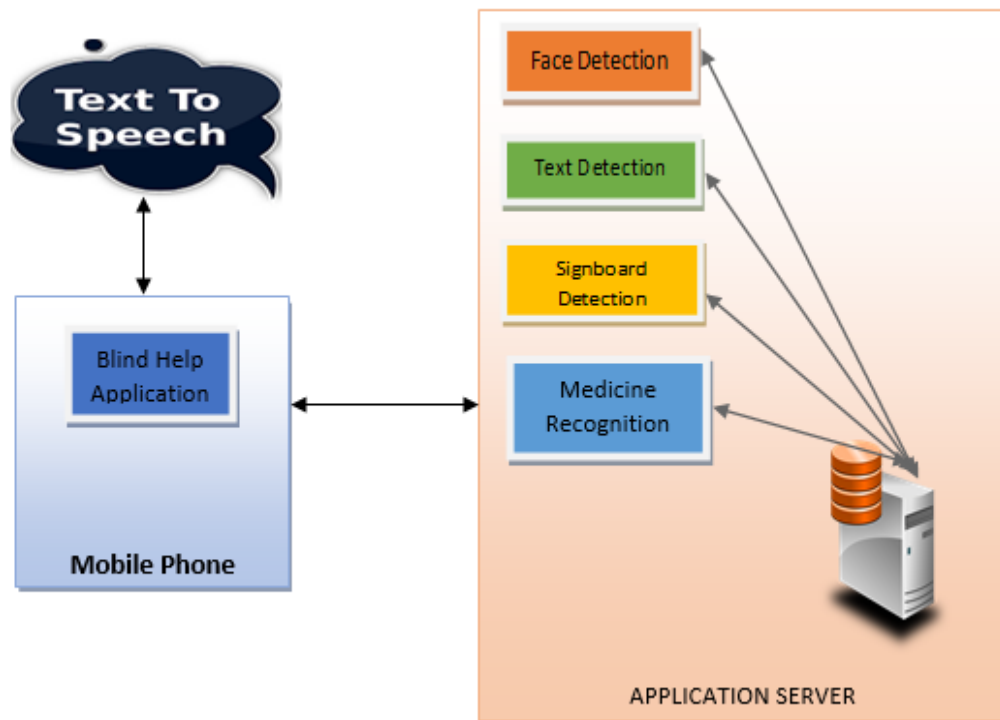 Text To
Speech
Blind Help
Application
Mobile Phone
Face Detection
Text Detection
Signboard
Detection
Medicine
Recognition
APPLICATION SERVER